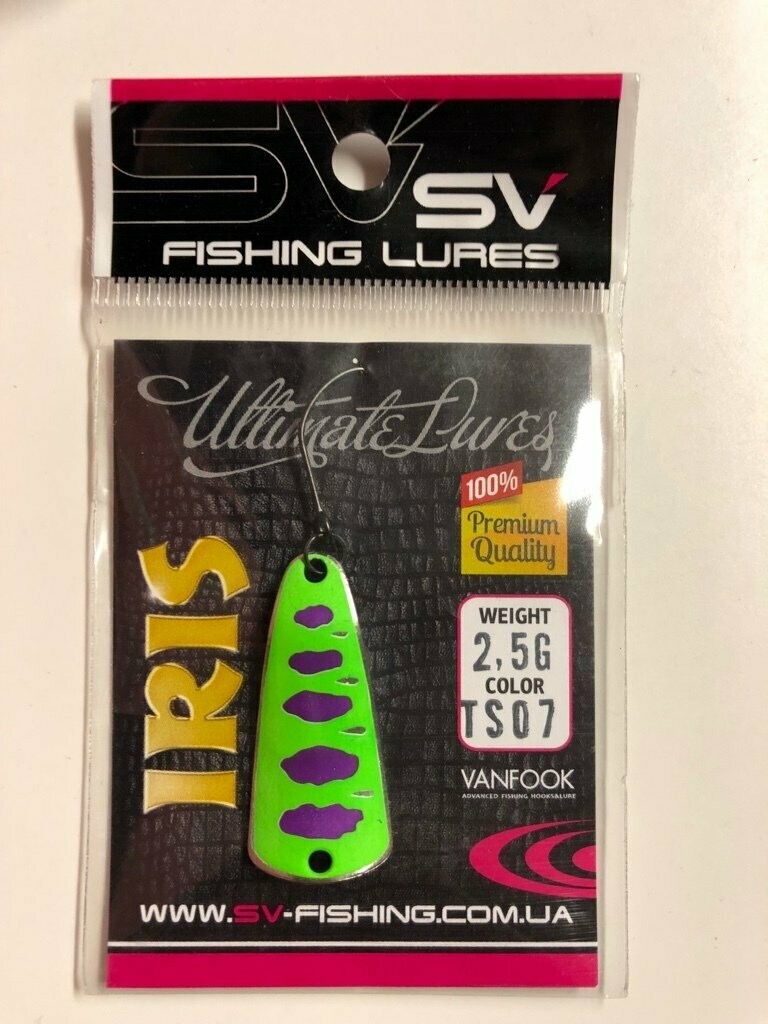 SV
SV
FISHING LURES
Ultimate Lures
100%
Premium
Quality
IRIS
WEIGHT
2,5G
COLOR
TS07
VANFOOK
ADVANCED FISHING HOOKS&LURE
WWW.SV-FISHING.COM.UA